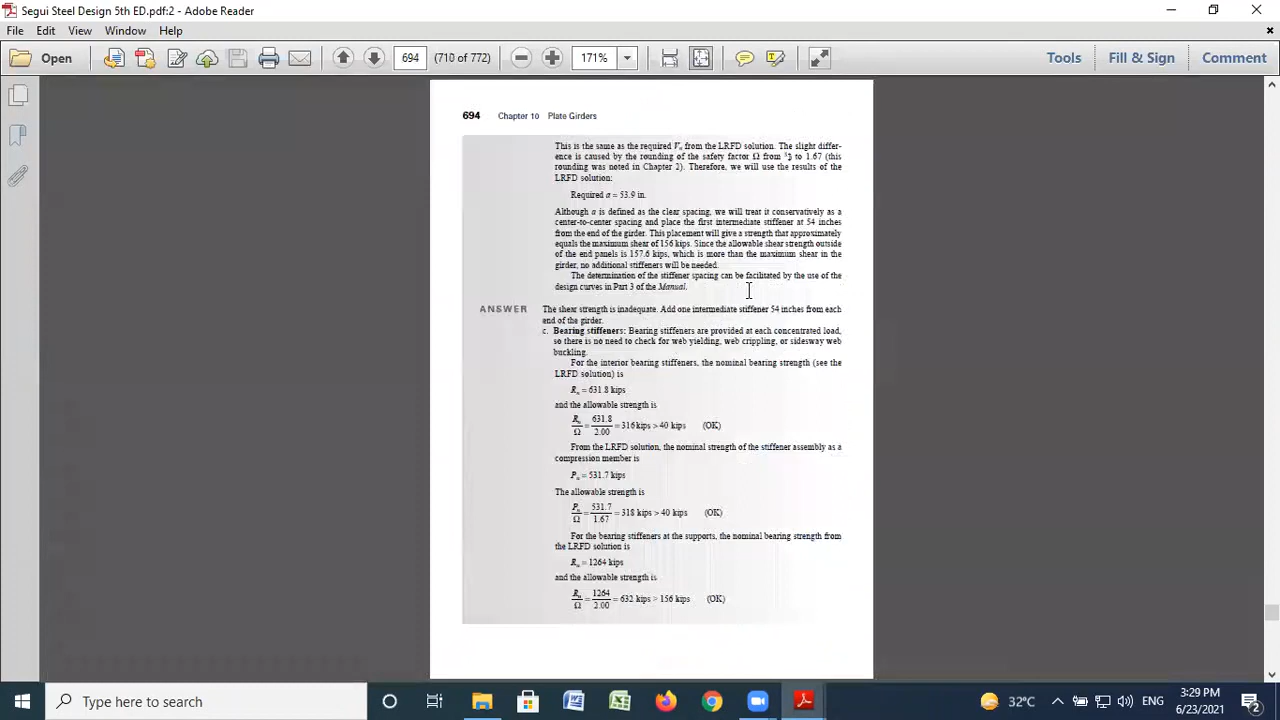 Segui Steel Design 5th ED.pdf:2 - Adobe Reader
File Edit View Window Help
Open 694 (710 of 772) 171% Tools Fill & Sign Comment
694 Chapter 10 Plate Girders
This is the same as the required Vn from the LRFD solution. The slight differ-
ence is caused by the rounding of the safety factor Ω from to 1.67 (this
rounding was noted in Chapter 2). Therefore, we will use the results of the
LRFD solution:
Required a = 53.9 in.
Although a is defined as the clear spacing, we will treat it conservatively as a
center-to-center spacing and place the first intermediate stiffener at 54 inches
from the end of the girder. This placement will give a strength that approximately
equals the maximum shear of 156 kips. Since the allowable shear strength outside
of the end panels is 157.6 kips, which is more than the maximum shear in the
girder, no additional stiffeners will be needed.
The determination of the stiffener spacing can be facilitated by the use of the
design curves in Part 3 of the Manual.
ANSWER The shear strength is inadequate. Add one intermediate stiffener 54 inches from each
end of the girder.
c. Bearing stiffeners: Bearing stiffeners are provided at each concentrated load,
so there is no need to check for web yielding, web crippling, or sidesway web
buckling.
For the interior bearing stiffeners, the nominal bearing strength (see the
LRFD solution) is
Rn = 631.8 kips
and the allowable strength is
Rn/Ω = 631.8/2.00 = 316 kips > 40 kips (OK)
From the LRFD solution, the nominal strength of the stiffener assembly as a
compression member is
Pn = 531.7 kips
The allowable strength is
Pn/Ω = 531.7/1.67 = 318 kips > 40 kips (OK)
For the bearing stiffeners at the supports, the nominal bearing strength from
the LRFD solution is
Rn = 1264 kips
and the allowable strength is
Rn/Ω = 1264/2.00 = 632 kips > 156 kips (OK)
Type here to search 32°C ENG 3:29 PM
6/23/2021 2